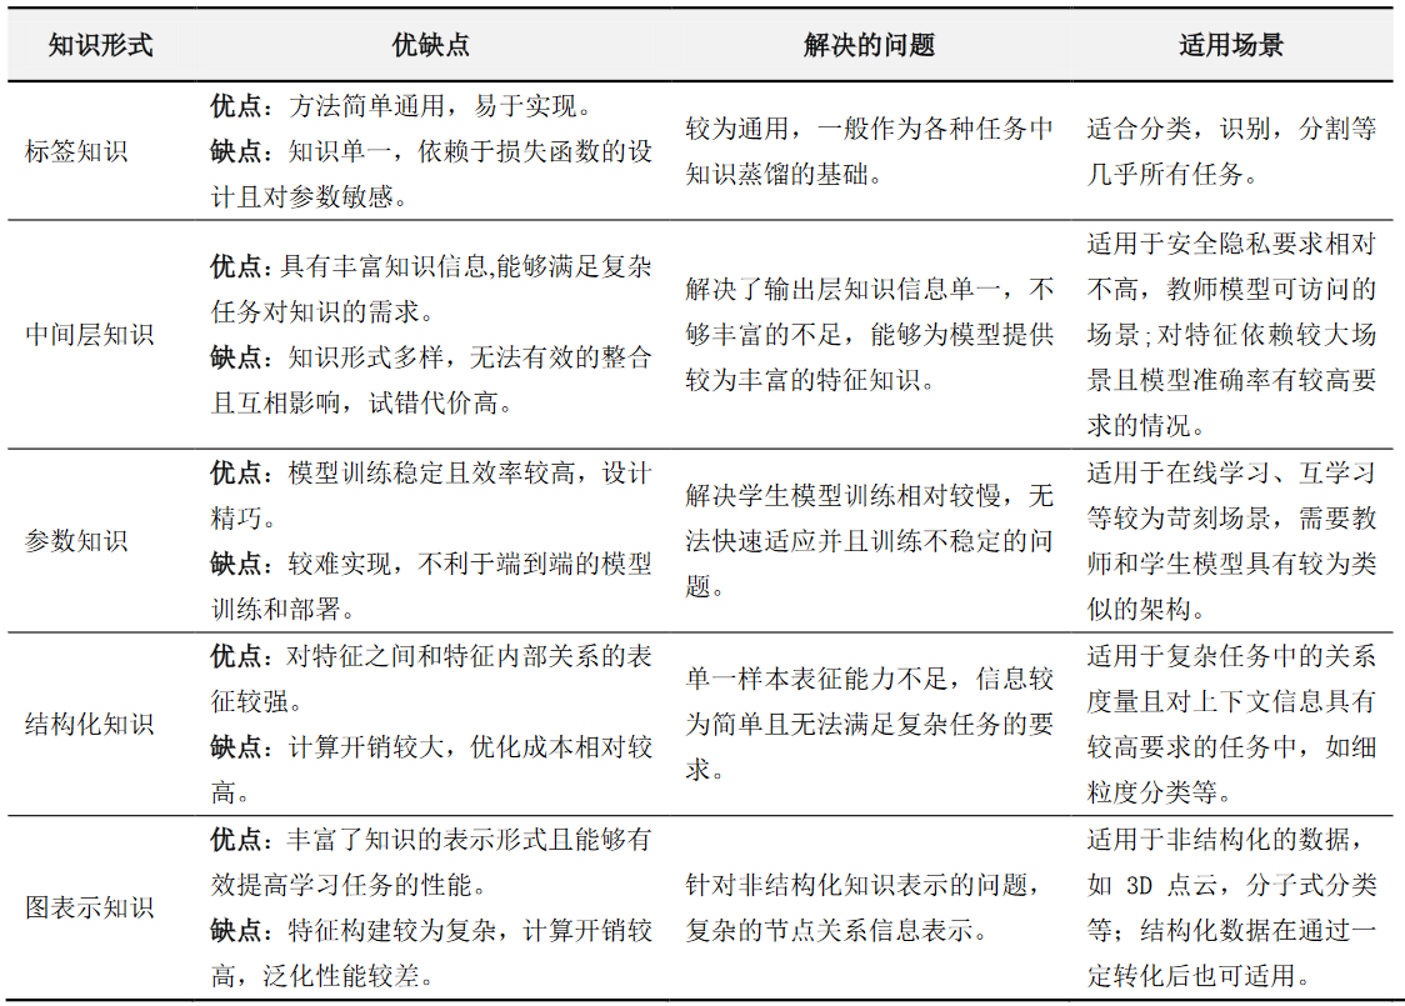 知识形式 优缺点 解决的问题 适用场景
标签知识
优点：方法简单通用，易于实现。
缺点：知识单一，依赖于损失函数的设
计且对参数敏感。
较为通用，一般作为各种任务中
知识蒸馏的基础。
适合分类，识别，分割等
几乎所有任务。
中间层知识
优点：具有丰富知识信息,能够满足复杂
任务对知识的需求。
缺点：知识形式多样，无法有效的整合
且互相影响，试错代价高。
解决了输出层知识信息单一，不
够丰富的不足，能够为模型提供
较为丰富的特征知识。
适用于安全隐私要求相对
不高，教师模型可访问的
场景;对特征依赖较大场
景且模型准确率有较高要
求的情况。
参数知识
优点：模型训练稳定且效率较高，设计
精巧。
缺点：较难实现，不利于端到端的模型
训练和部署。
解决学生模型训练相对较慢，无
法快速适应并且训练不稳定的问
题。
适用于在线学习、互学习
等较为苛刻场景，需要教
师和学生模型具有较为类
似的架构。
结构化知识
优点：对特征之间和特征内部关系的表
征较强。
缺点：计算开销较大，优化成本相对较
高。
单一样本表征能力不足，信息较
为简单且无法满足复杂任务的要
求。
适用于复杂任务中的关系
度量且对上下文信息具有
较高要求的任务中，如细
粒度分类等。
图表示知识
优点：丰富了知识的表示形式且能够有
效提高学习任务的性能。
缺点：特征构建较为复杂，计算开销较
高，泛化性能较差。
针对非结构化知识表示的问题，
复杂的节点关系信息表示。
适用于非结构化的数据，
如 3D 点云，分子式分类
等；结构化数据在通过一
定转化后也可适用。